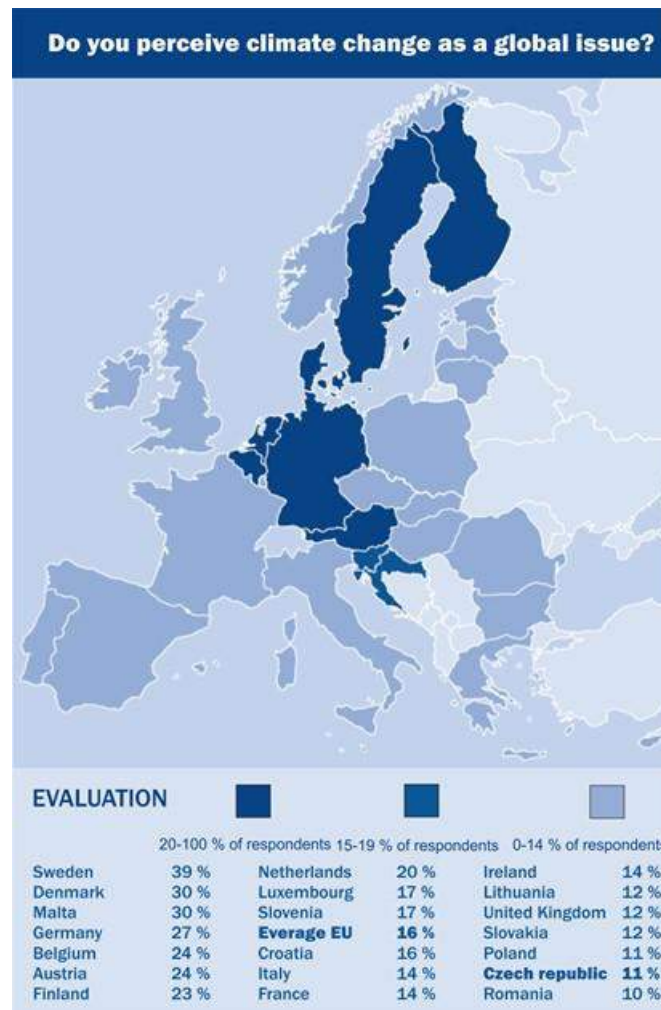 Do you perceive climate change as a global issue?
EVALUATION
20-100 % of respondents 15-19 % of respondents 0-14 % of respondents
Sweden 39 % Netherlands 20 % Ireland 14 %
Denmark 30 % Luxembourg 17 % Lithuania 12 %
Malta 30 % Slovenia 17 % United Kingdom 12 %
Germany 27 % Everage EU 16 % Slovakia 12 %
Belgium 24 % Croatia 16 % Poland 11 %
Austria 24 % Italy 14 % Czech republic 11 %
Finland 23 % France 14 % Romania 10 %